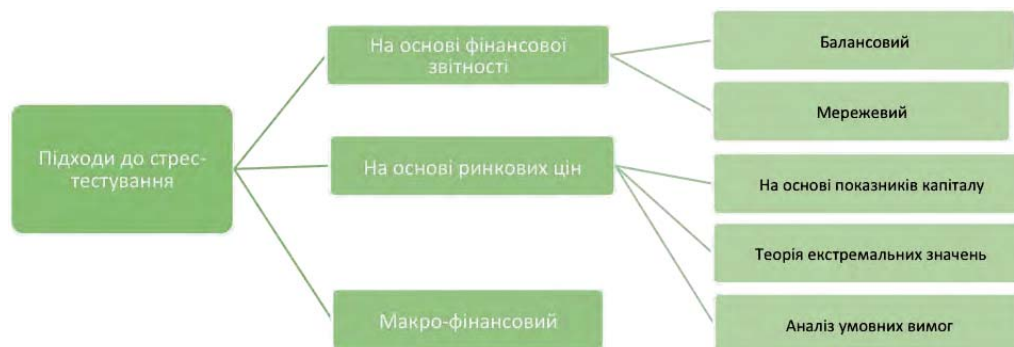 Підходи до стрес-
тестування
На основі фінансової
звітності
На основі ринкових цін
Макро-фінансовий
Балансовий
Мережевий
На основі показників капіталу
Теорія екстремальних значень
Аналіз умовних вимог